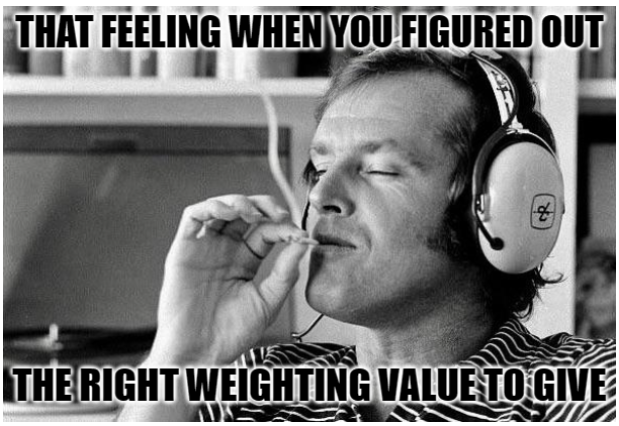 THAT FEELING WHEN YOU FIGURED OUT
THE RIGHT WEIGHTING VALUE TO GIVE